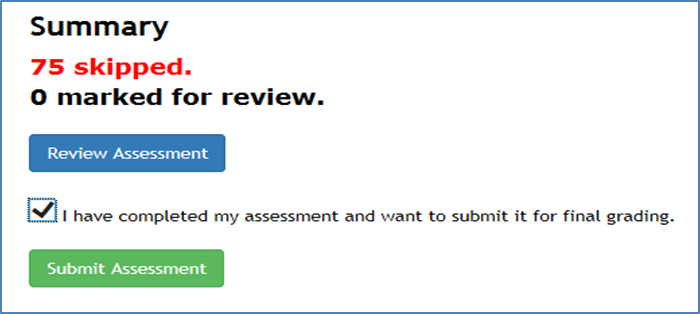 Summary
75 skipped.
0 marked for review.
Review Assessment
I have completed my assessment and want to submit it for final grading.
Submit Assessment